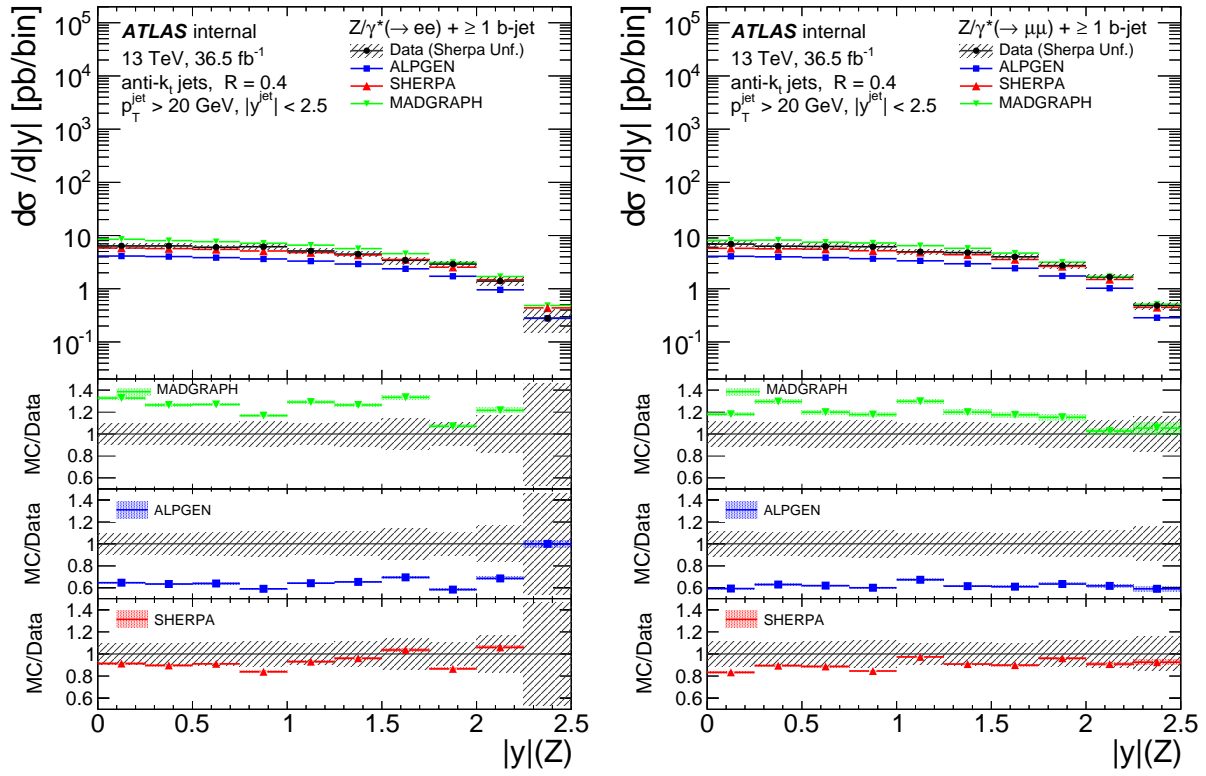 dσ /d|y| [pb/bin]
10⁵
10⁴
10³
10²
10
1
10⁻¹
ATLAS internal
13 TeV, 36.5 fb⁻¹
anti-kₜ jets, R = 0.4
p_T^jet > 20 GeV, |y^jet| < 2.5
Z/γ*(→ ee) + ≥ 1 b-jet
Data (Sherpa Unf.)
ALPGEN
SHERPA
MADGRAPH
MC/Data
1.4
1.2
1
0.8
0.6
MADGRAPH
MC/Data
1.4
1.2
1
0.8
0.6
ALPGEN
MC/Data
1.4
1.2
1
0.8
0.6
SHERPA
0 0.5 1 1.5 2 2.5
|y|(Z)
dσ /d|y| [pb/bin]
10⁵
10⁴
10³
10²
10
1
10⁻¹
ATLAS internal
13 TeV, 36.5 fb⁻¹
anti-kₜ jets, R = 0.4
p_T^jet > 20 GeV, |y^jet| < 2.5
Z/γ*(→ μμ) + ≥ 1 b-jet
Data (Sherpa Unf.)
ALPGEN
SHERPA
MADGRAPH
MC/Data
1.4
1.2
1
0.8
0.6
MADGRAPH
MC/Data
1.4
1.2
1
0.8
0.6
ALPGEN
MC/Data
1.4
1.2
1
0.8
0.6
SHERPA
0 0.5 1 1.5 2 2.5
|y|(Z)